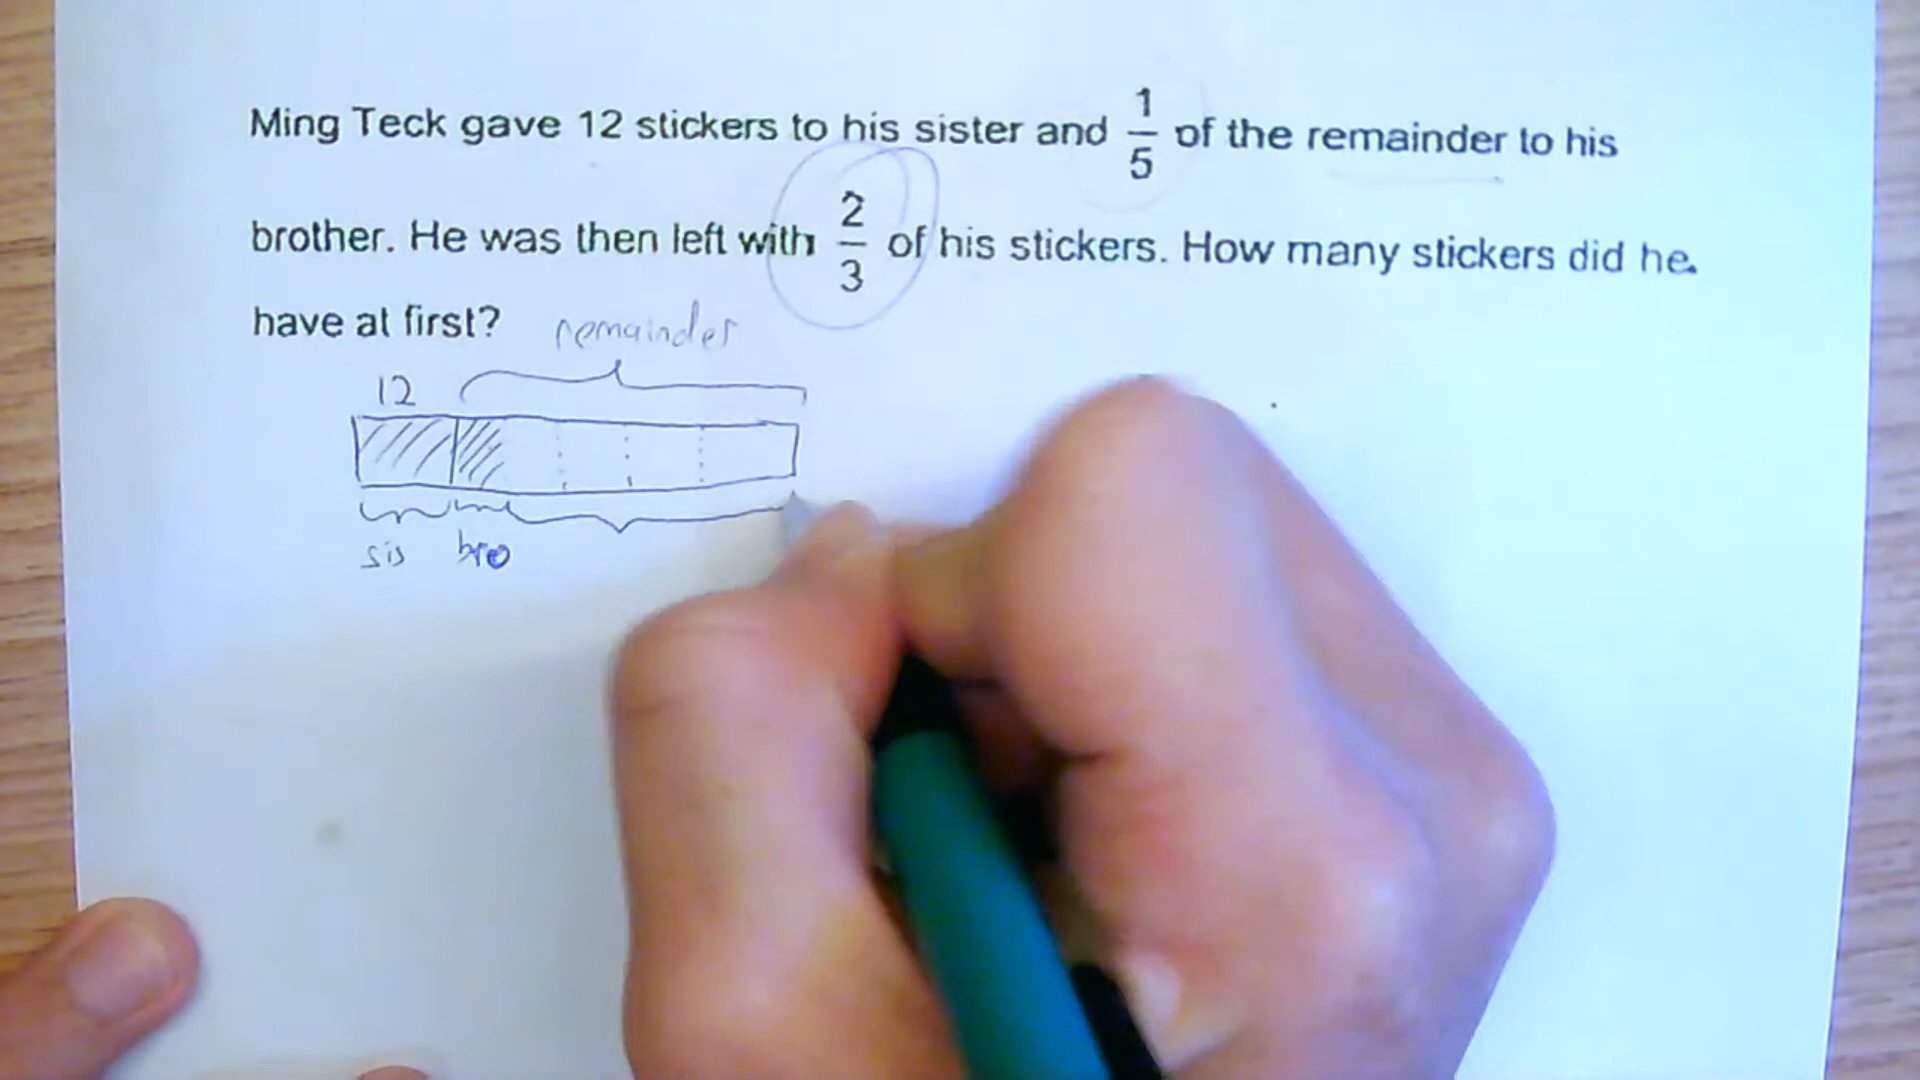 Ming Teck gave 12 stickers to his sister and 1/5 of the remainder to his
brother. He was then left with 2/3 of his stickers. How many stickers did he
have at first?
remainder
12
sis bro